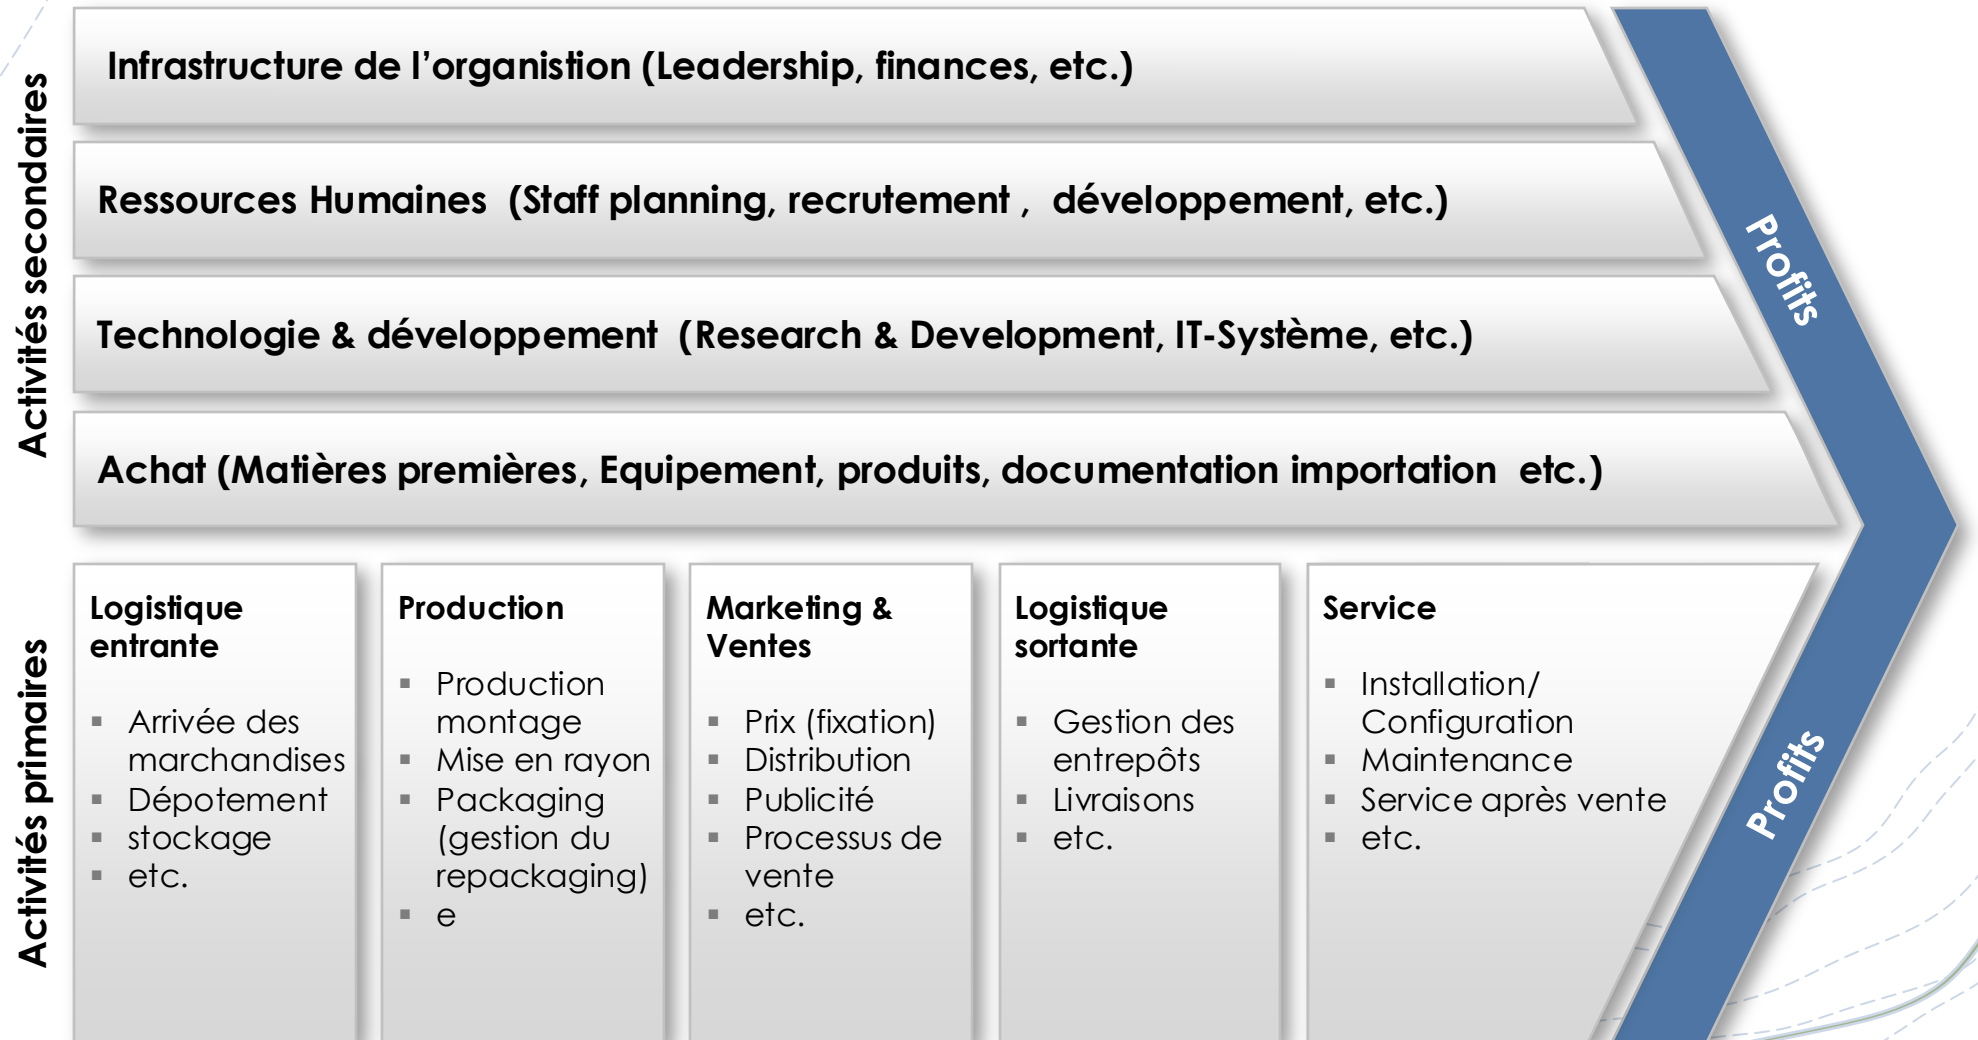 Activités secondaires
Infrastructure de l’organistion (Leadership, finances, etc.)
Ressources Humaines (Staff planning, recrutement , développement, etc.)
Technologie & développement (Research & Development, IT-Système, etc.)
Achat (Matières premières, Equipement, produits, documentation importation etc.)
Profits
Activités primaires
Logistique
entrante
▪ Arrivée des
marchandises
▪ Dépotement
▪ stockage
▪ etc.
Production
▪ Production
montage
▪ Mise en rayon
▪ Packaging
(gestion du
repackaging)
▪ e
Marketing &
Ventes
▪ Prix (fixation)
▪ Distribution
▪ Publicité
▪ Processus de
vente
▪ etc.
Logistique
sortante
▪ Gestion des
entrepôts
▪ Livraisons
▪ etc.
Service
▪ Installation/
Configuration
▪ Maintenance
▪ Service après vente
▪ etc.
Profits